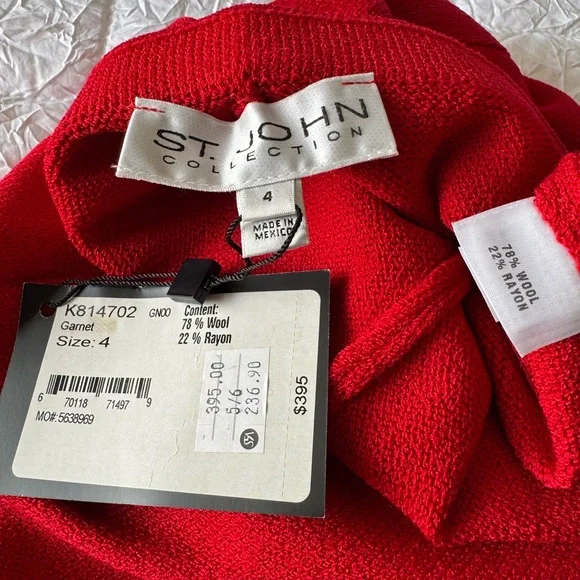 ST. JOHN
COLLECTION
4
MADE IN
MEXICO
78% WOOL
22% RAYON
K814702 GN00
Garnet
Size: 4
Content:
78 % Wool
22 % Rayon
6 70118 71497 9
MO#:5638969
395.00
5/6
236.90
$395